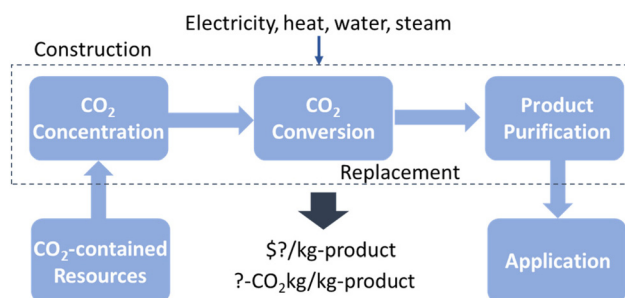 Electricity, heat, water, steam
Construction
CO₂
Concentration
CO₂
Conversion
Product
Purification
Replacement
CO₂-contained
Resources
$?/kg-product
?-CO₂kg/kg-product
Application